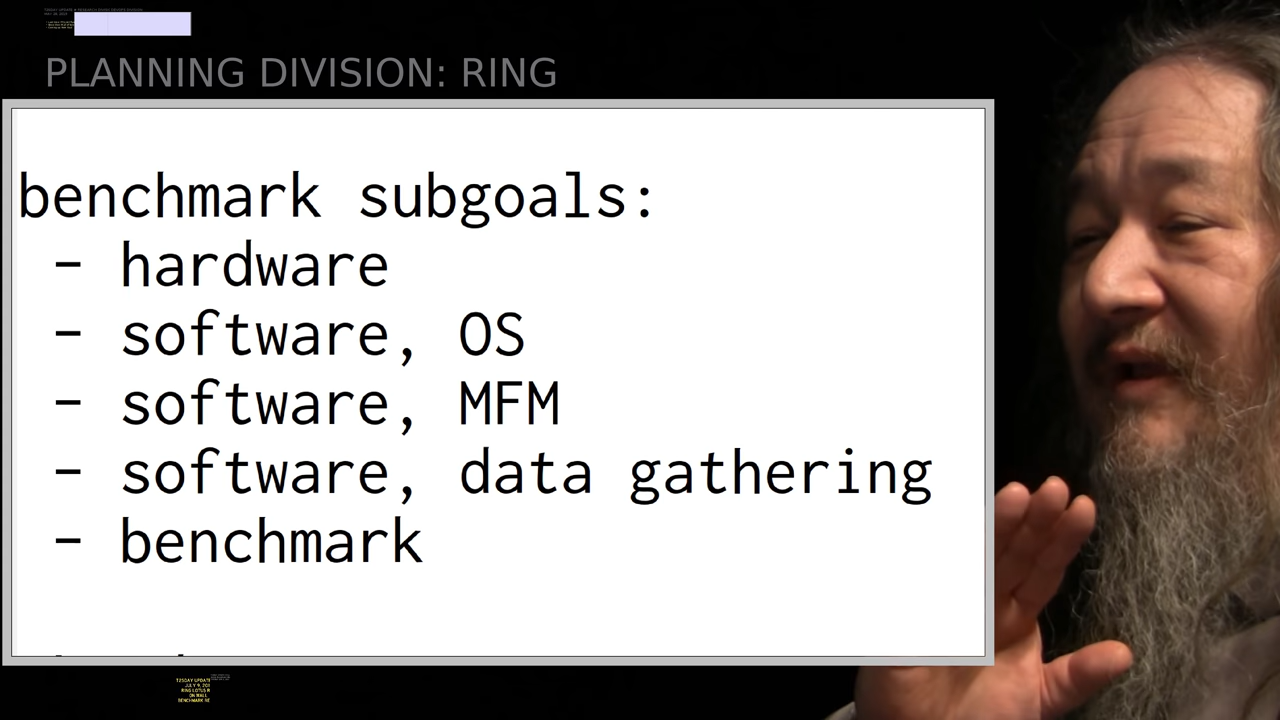 PLANNING DIVISION: RING
benchmark subgoals:
- hardware
- software, OS
- software, MFM
- software, data gathering
- benchmark